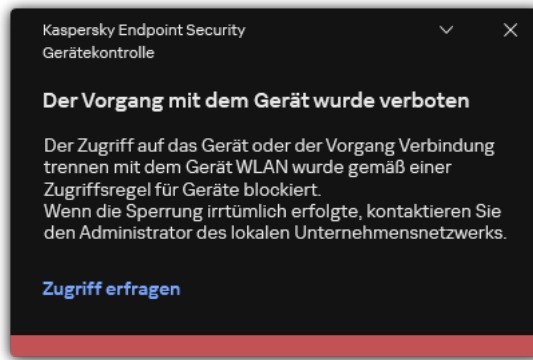 Kaspersky Endpoint Security
Gerätekontrolle
Der Vorgang mit dem Gerät wurde verboten
Der Zugriff auf das Gerät oder der Vorgang Verbindung
trennen mit dem Gerät WLAN wurde gemäß einer
Zugriffsregel für Geräte blockiert.
Wenn die Sperrung irrtümlich erfolgte, kontaktieren Sie
den Administrator des lokalen Unternehmensnetzwerks.
Zugriff erfragen